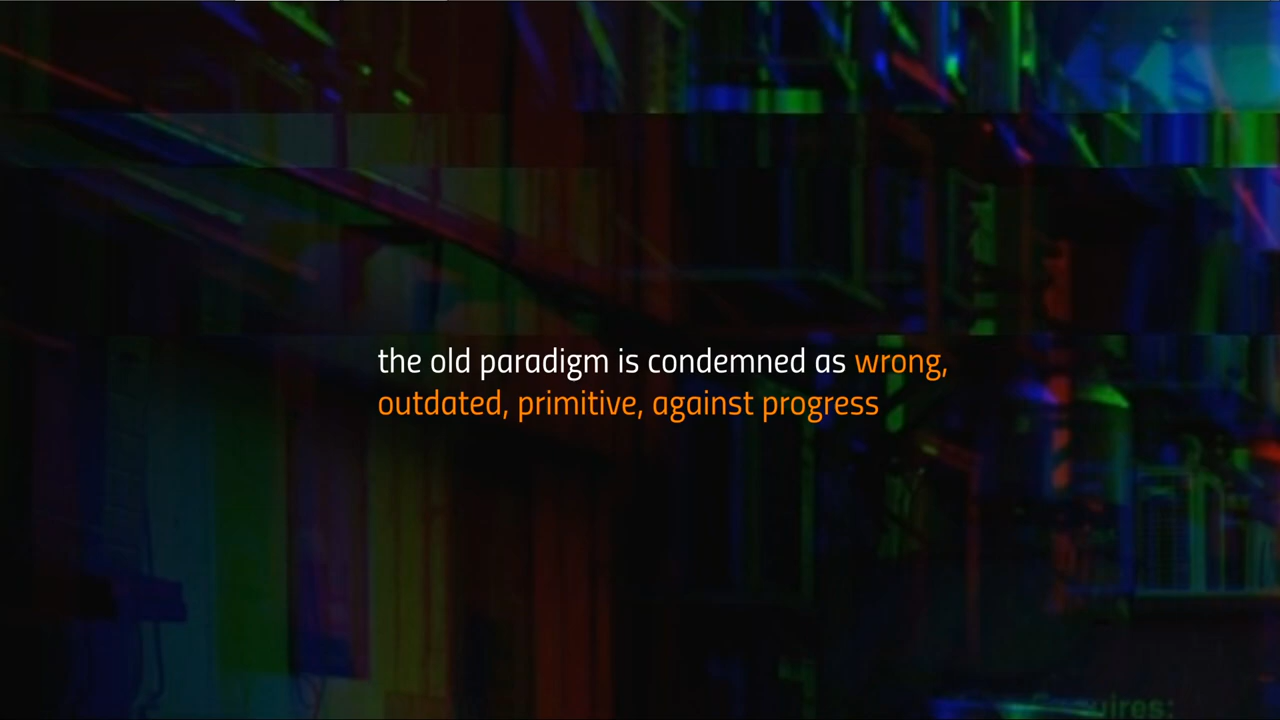 the old paradigm is condemned as wrong,
outdated, primitive, against progress